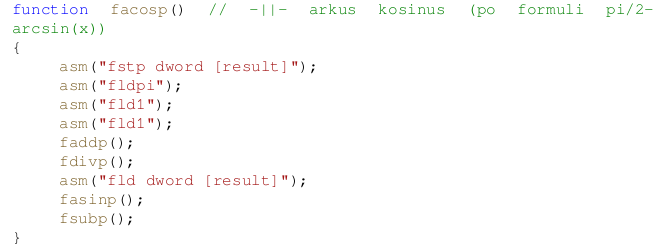 function facosp() // -||- arkus kosinus (po formuli pi/2-
arcsin(x))
{
asm("fstp dword [result]");
asm("fldpi");
asm("fld1");
asm("fld1");
faddp();
fdivp();
asm("fld dword [result]");
fasinp();
fsubp();
}